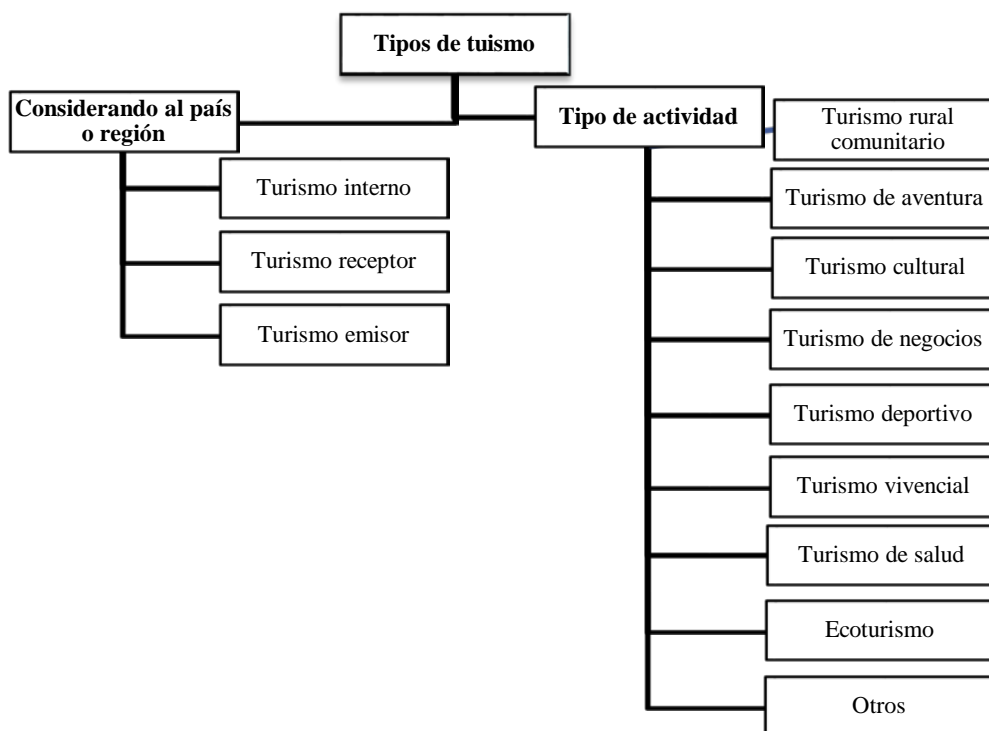 Tipos de tuismo
Considerando al país
o región
Turismo interno
Turismo receptor
Turismo emisor
Tipo de actividad
Turismo rural
comunitario
Turismo de aventura
Turismo cultural
Turismo de negocios
Turismo deportivo
Turismo vivencial
Turismo de salud
Ecoturismo
Otros